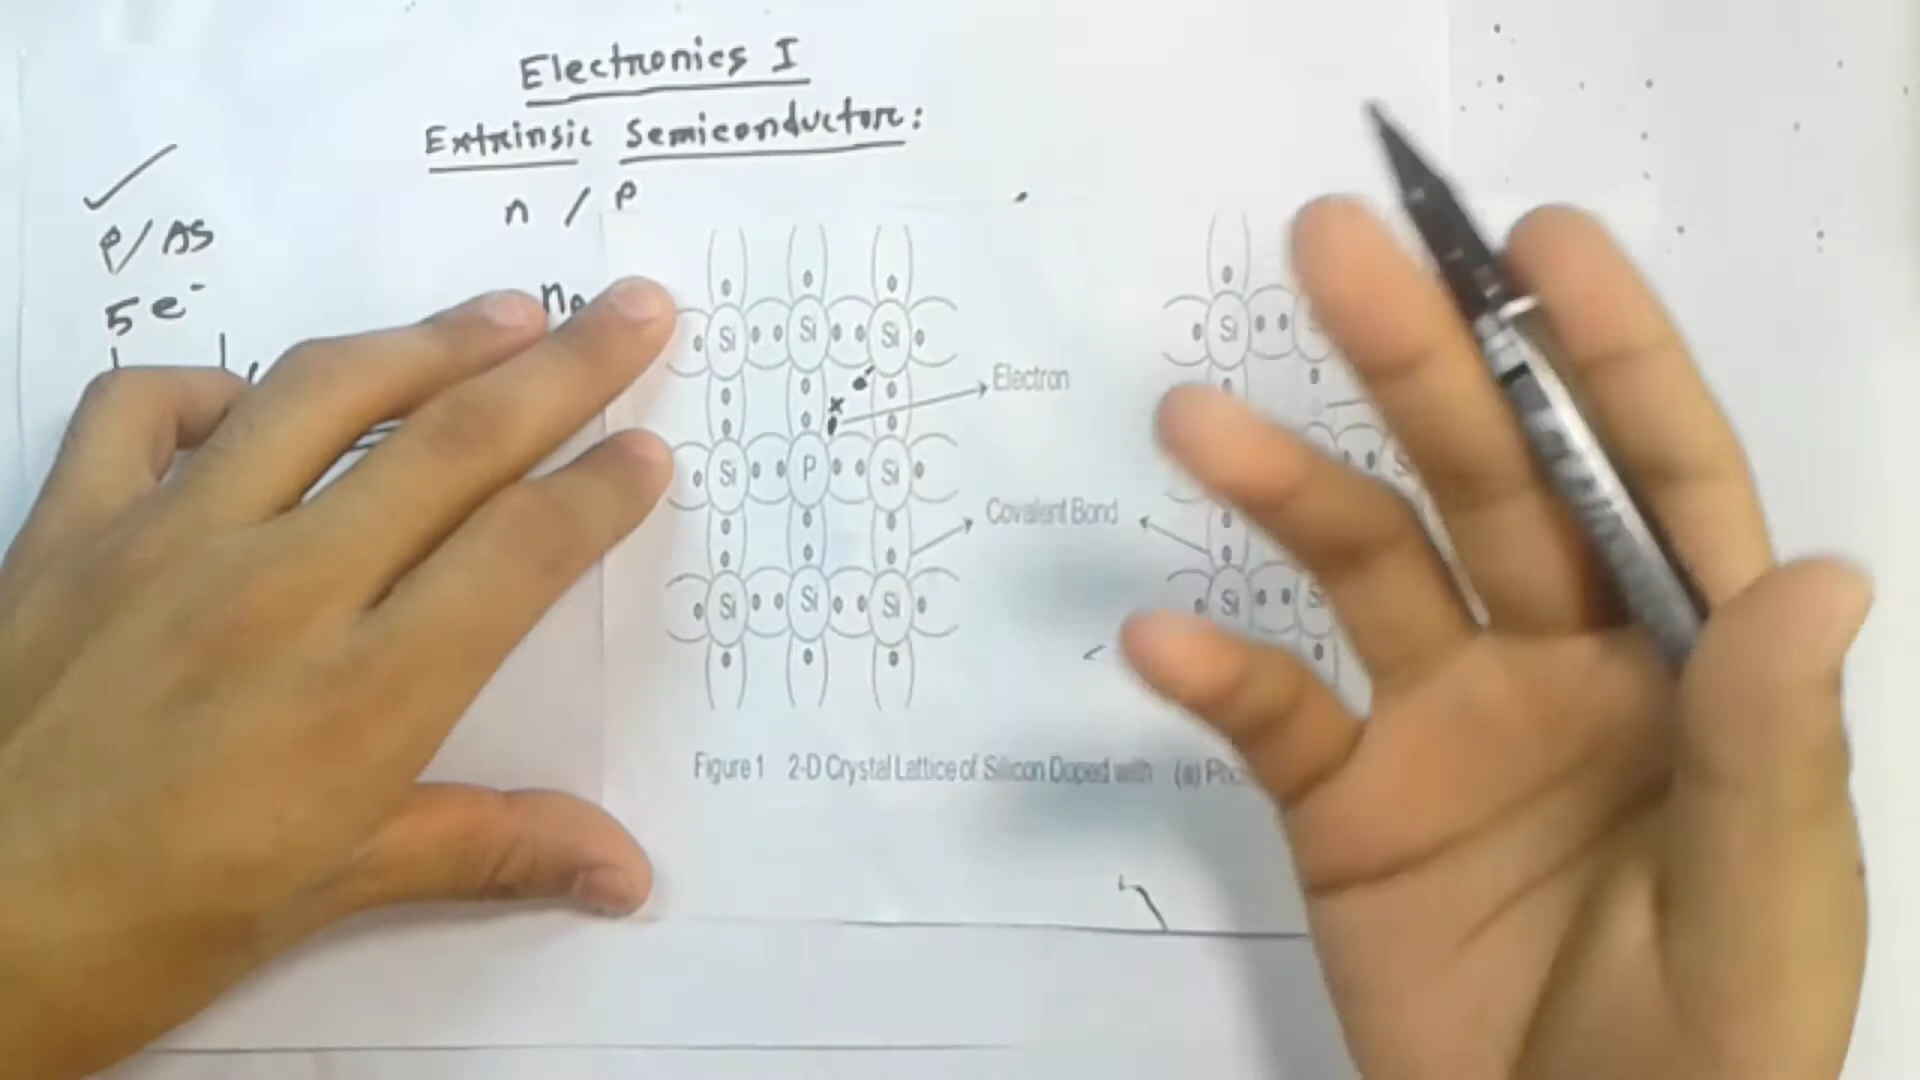 Electronics I
Extrinsic Semiconductor:
n / P
P/As
5e-
Si Si Si
Si P Si
Si Si Si
Electron
Covalent Bond
Si
Si
Figure 1 2-D Crystal Lattice of Silicon Doped with (a)